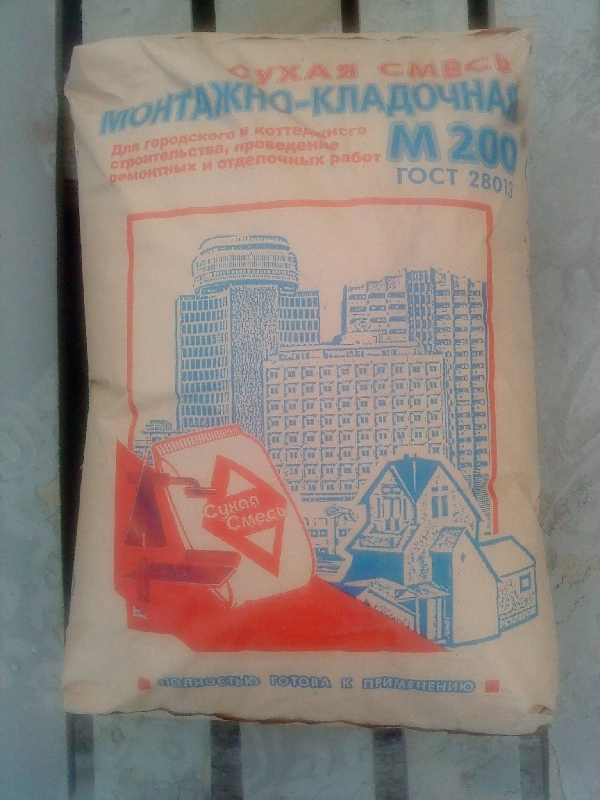 СУХАЯ СМЕСЬ
МОНТАЖНО-КЛАДОЧНАЯ
Для городского и коттеджного
строительства, проведение
ремонтных и отделочных работ
М 200
ГОСТ 28013
Сухая
Смесь
ПОЛНОСТЬЮ ГОТОВА К ПРИМЕНЕНИЮ